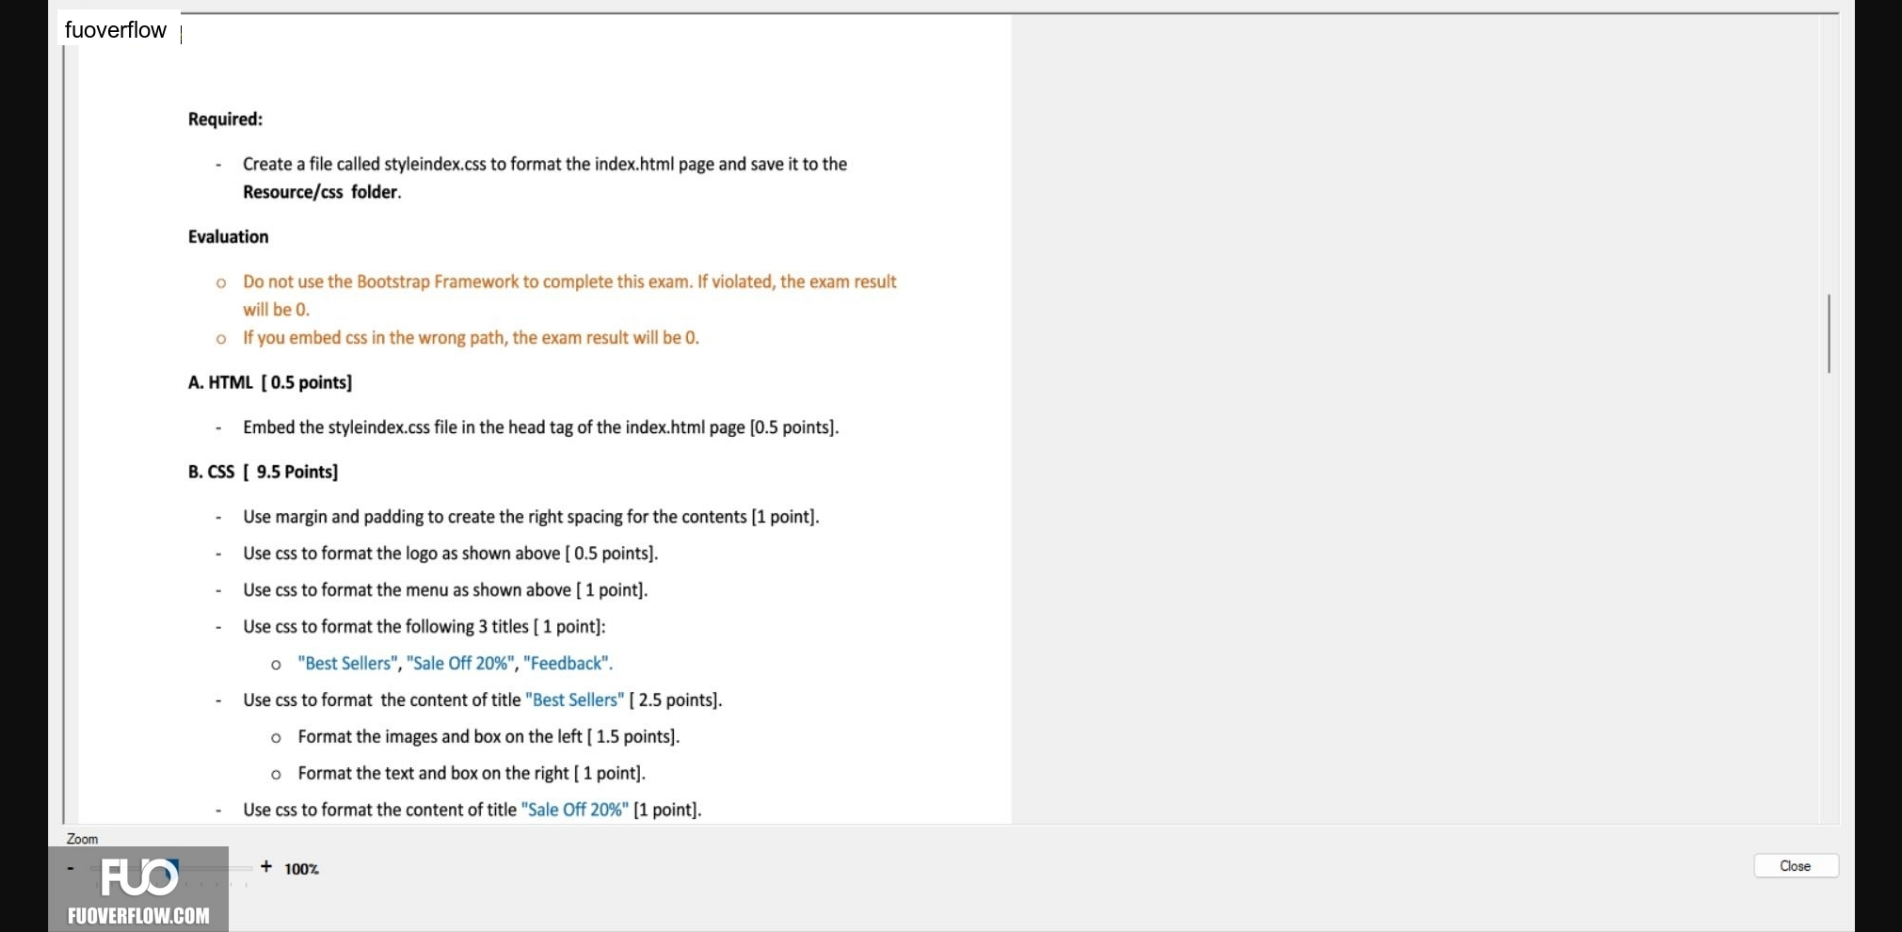 fuoverflow
Required:
- Create a file called styleindex.css to format the index.html page and save it to the
Resource/css folder.
Evaluation
o Do not use the Bootstrap Framework to complete this exam. If violated, the exam result
will be 0.
o If you embed css in the wrong path, the exam result will be 0.
A. HTML [ 0.5 points]
- Embed the styleindex.css file in the head tag of the index.html page [0.5 points].
B. CSS [ 9.5 Points]
- Use margin and padding to create the right spacing for the contents [1 point].
- Use css to format the logo as shown above [ 0.5 points].
- Use css to format the menu as shown above [ 1 point].
- Use css to format the following 3 titles [ 1 point]:
o "Best Sellers", "Sale Off 20%", "Feedback".
- Use css to format the content of title "Best Sellers" [ 2.5 points].
o Format the images and box on the left [ 1.5 points].
o Format the text and box on the right [ 1 point].
- Use css to format the content of title "Sale Off 20%" [1 point].
Zoom
- + 100%
Close
FUO
FUOVERFLOW.COM